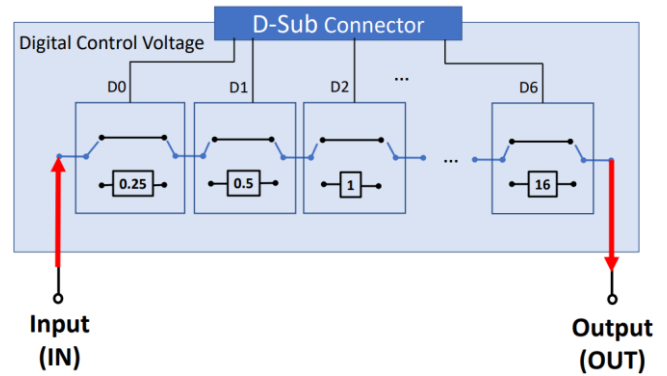 D-Sub Connector
Digital Control Voltage
D0 D1 D2 ... D6
0.25 0.5 1 ... 16
Input
(IN)
Output
(OUT)